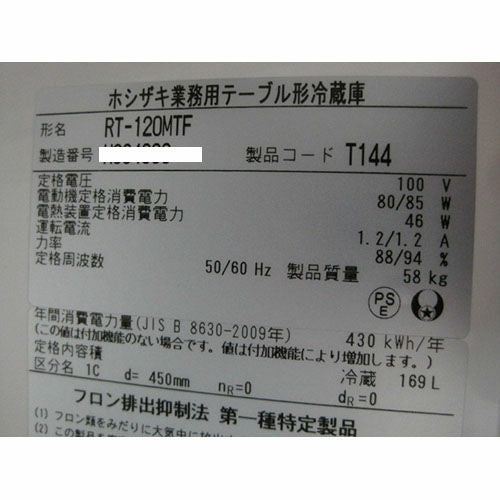 ホシザキ業務用テーブル形冷蔵庫
形名 RT-120MTF
製造番号
製品コード T144
定格電圧 100 V
電動機定格消費電力 80/85 W
電熱装置定格消費電力 46 W
運転電流 1.2/1.2 A
力率 88/94 %
定格周波数 50/60 Hz 製品質量 58 kg
PS
E
年間消費電力量(JIS B 8630-2009年) 430 kWh/年
(この値は付加機能のない場合です。てい値は付加機能により増加します。)
定格内容積 冷蔵 169 L
区分名 1C d= 450mm nR=0 dR=0
フロン排出抑制法 第一種特定製品
(1) フロン類をみだりに大気中に放出
(2) この製品を